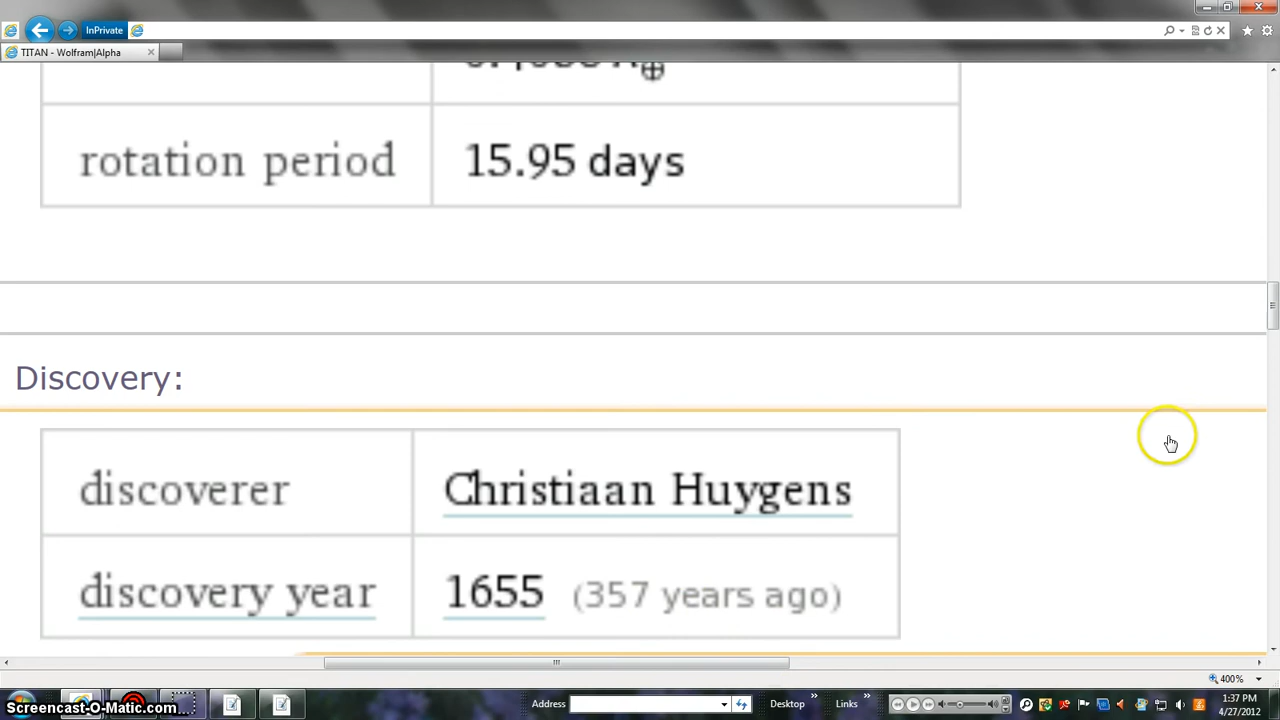 InPrivate
TITAN - Wolfram|Alpha
rotation period 15.95 days
Discovery:
discoverer Christiaan Huygens
discovery year 1655 (357 years ago)
400%
Screencast-O-Matic.com
Address
Desktop
Links
1:37 PM
4/27/2012